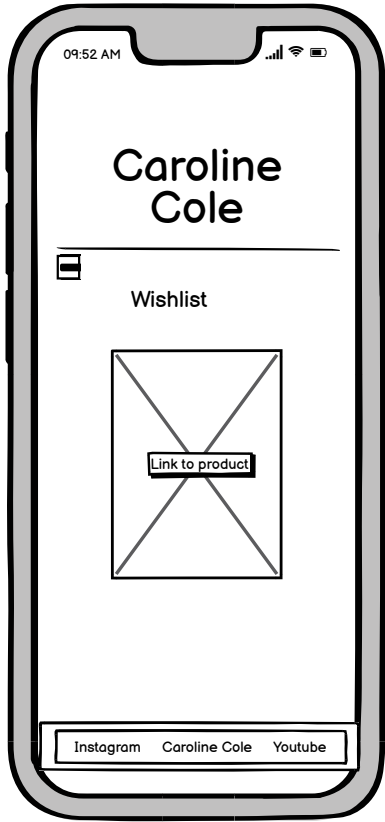 09:52 AM
Caroline
Cole
Wishlist
Link to product
Instagram Caroline Cole Youtube